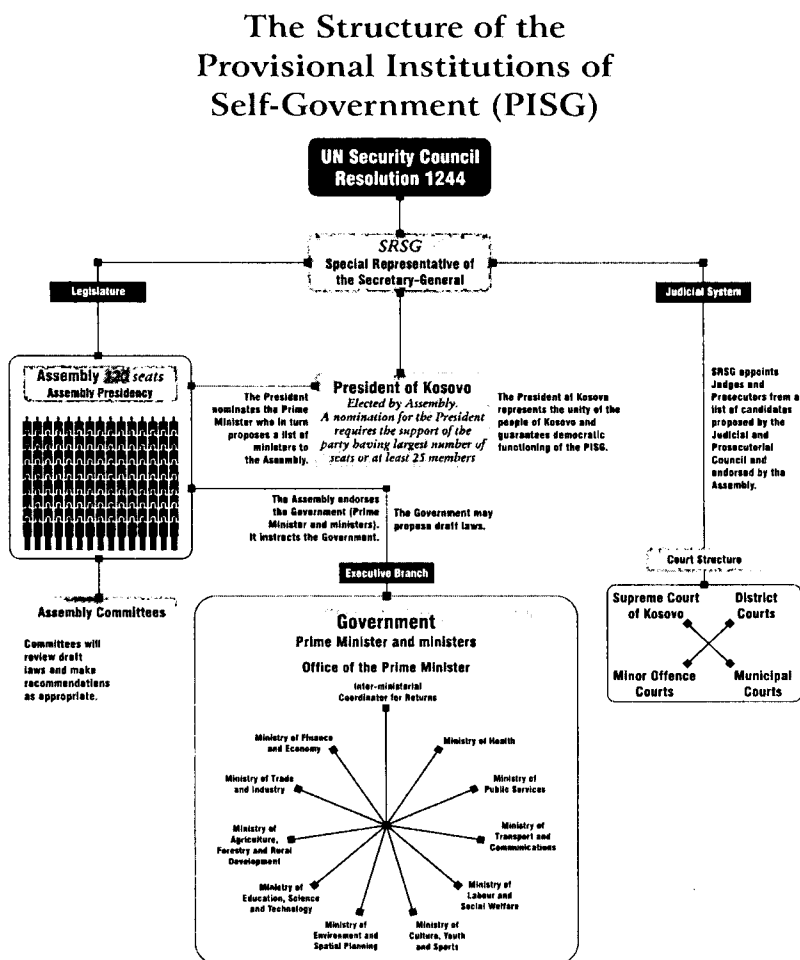 The Structure of the
Provisional Institutions of
Self-Government (PISG)
UN Security Council
Resolution 1244
SRSG
Special Representative of
the Secretary-General
Legislature
Judicial System
Assembly 120 seats
Assembly Presidency
The President
nominates the Prime
Minister who in turn
proposes a list of
ministers to
the Assembly.
President of Kosovo
Elected by Assembly.
A nomination for the President
requires the support of the
party having largest number of
seats or at least 25 members
The President of Kosovo
represents the unity of the
people of Kosovo and
guarantees democratic
functioning of the PISG.
SRSG appoints
Judges and
Prosecutors from a
list of candidates
proposed by the
Judicial and
Prosecutorial
Council and
endorsed by the
Assembly.
The Assembly endorses
the Government (Prime
Minister and ministers).
It instructs the Government.
The Government may
propose draft laws.
Executive Branch
Court Structure
Supreme Court
of Kosovo
District
Courts
Minor Offence
Courts
Municipal
Courts
Assembly Committees
Committees will
review draft
laws and make
recommendations
as appropriate.
Government
Prime Minister and ministers
Office of the Prime Minister
Inter-ministerial
Coordinator for Returns
Ministry of Finance
and Economy
Ministry of Health
Ministry of Trade
and Industry
Ministry of
Public Services
Ministry of
Agriculture,
Forestry and Rural
Development
Ministry of
Transport and
Communications
Ministry of
Education, Science
and Technology
Ministry of
Labour and
Social Welfare
Ministry of
Environment and
Spatial Planning
Ministry of
Culture, Youth
and Sports